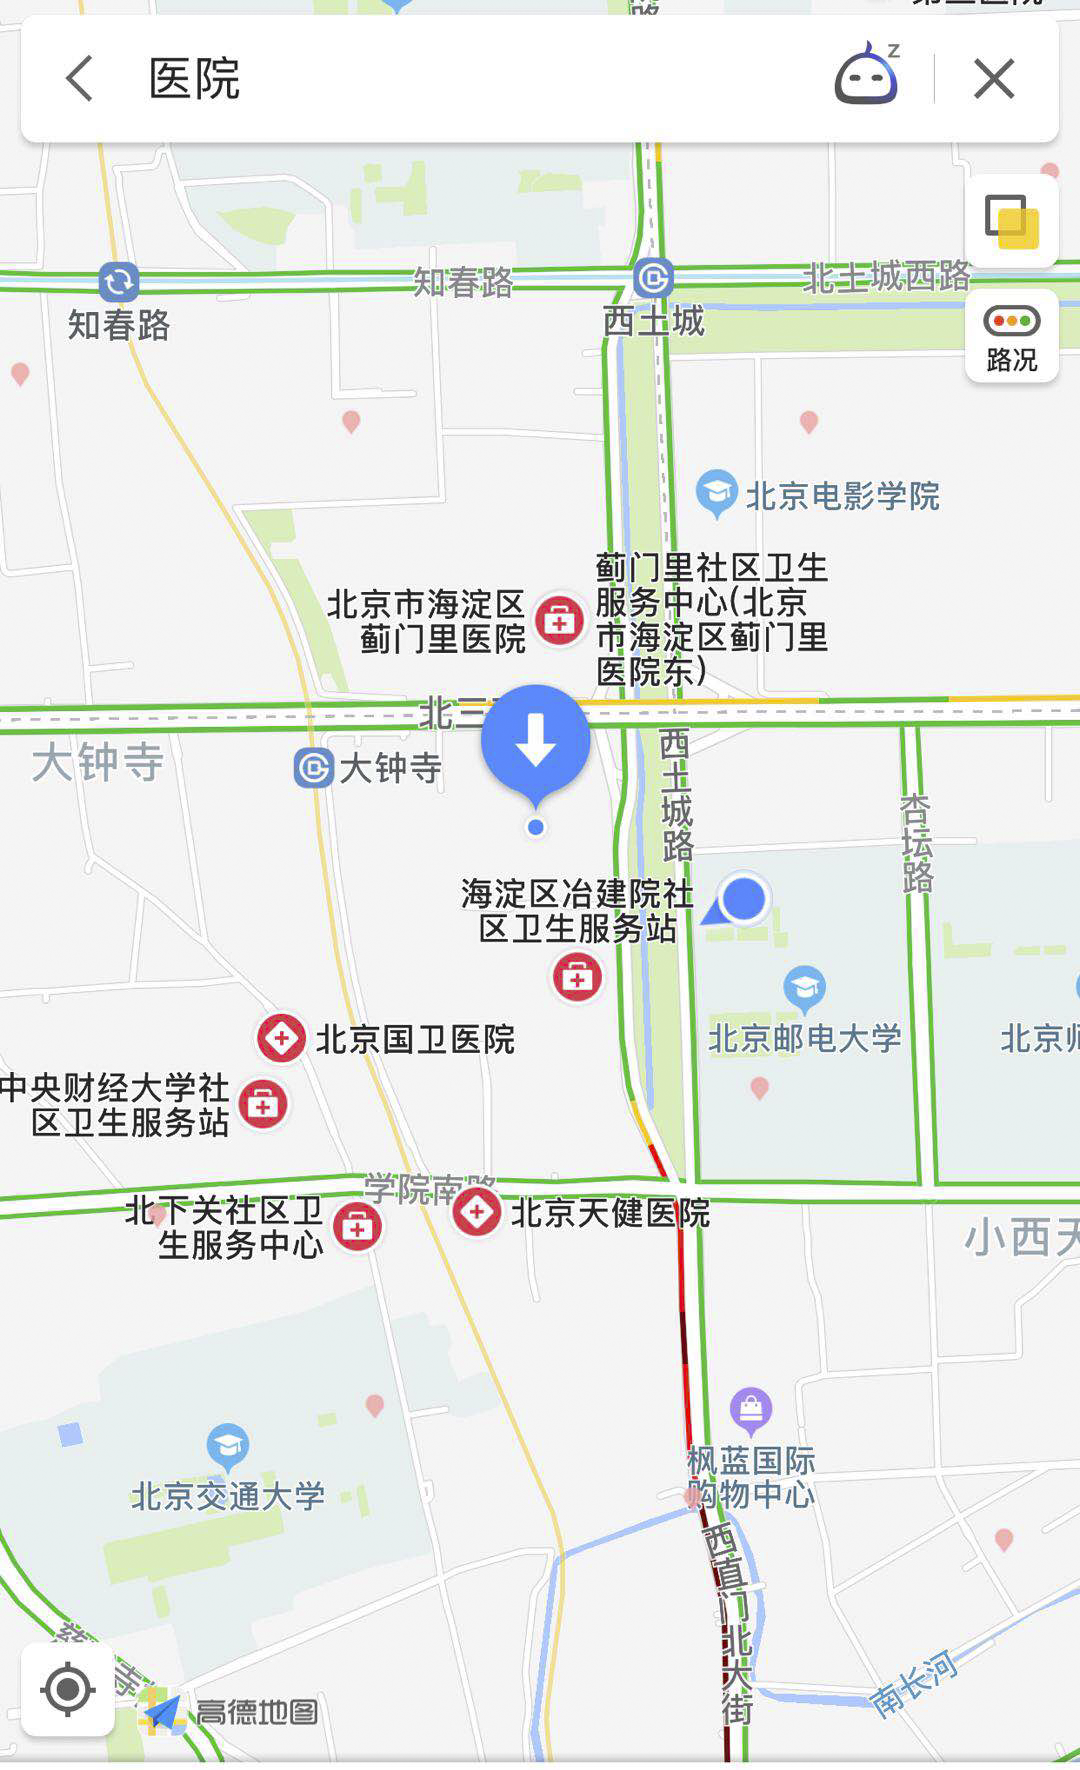 医院
z
知春路
北土城西路
知春路
西土城
路况
北京电影学院
蓟门里社区卫生
服务中心(北京
市海淀区蓟门里
医院东)
北京市海淀区
蓟门里医院
北三
大钟寺
大钟寺
西土城路
杏坛路
海淀区冶建院社
区卫生服务站
北京邮电大学
北京师
北京国卫医院
中央财经大学社
区卫生服务站
学院南路
北下关社区卫
生服务中心
北京天健医院
小西天
枫蓝国际
购物中心
北京交通大学
西直门北大街
南长河
寺
高德地图